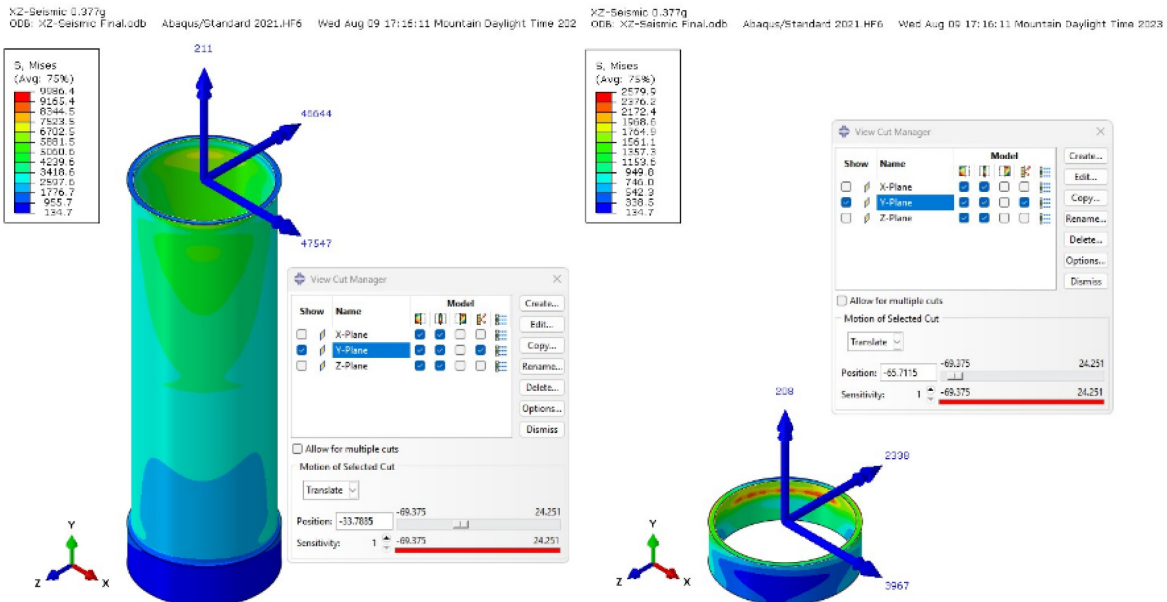 XZ-Seismic 0.377g
ODB: XZ-Seismic Final.odb Abaqus/Standard 2021.HF6 Wed Aug 09 17:16:11 Mountain Daylight Time 202
211
S, Mises
(Avg: 75%)
9986.4
9165.4
8344.5
7523.5
6702.5
5881.5
5060.6
4239.6
3418.6
2597.6
1776.7
955.7
134.7
46644
47547
View Cut Manager
Show Name Model
X-Plane
Y-Plane
Z-Plane
Create...
Edit...
Copy...
Rename...
Delete...
Options...
Dismiss
Allow for multiple cuts
Motion of Selected Cut
Translate
Position: -33.7885 -69.375 24.251
Sensitivity: 1 -69.375 24.251
Y
Z X
XZ-Seismic 0.377g
ODB: XZ-Seismic Final.odb Abaqus/Standard 2021.HF6 Wed Aug 09 17:16:11 Mountain Daylight Time 2023
S, Mises
(Avg: 75%)
2579.9
2376.2
2172.4
1968.6
1764.9
1561.1
1357.3
1153.6
949.8
746.0
542.3
338.5
134.7
View Cut Manager
Show Name Model
X-Plane
Y-Plane
Z-Plane
Create...
Edit...
Copy...
Rename...
Delete...
Options...
Dismiss
Allow for multiple cuts
Motion of Selected Cut
Translate
Position: -65.7115 -69.375 24.251
Sensitivity: 1 -69.375 24.251
208
2338
3967
Y
Z X